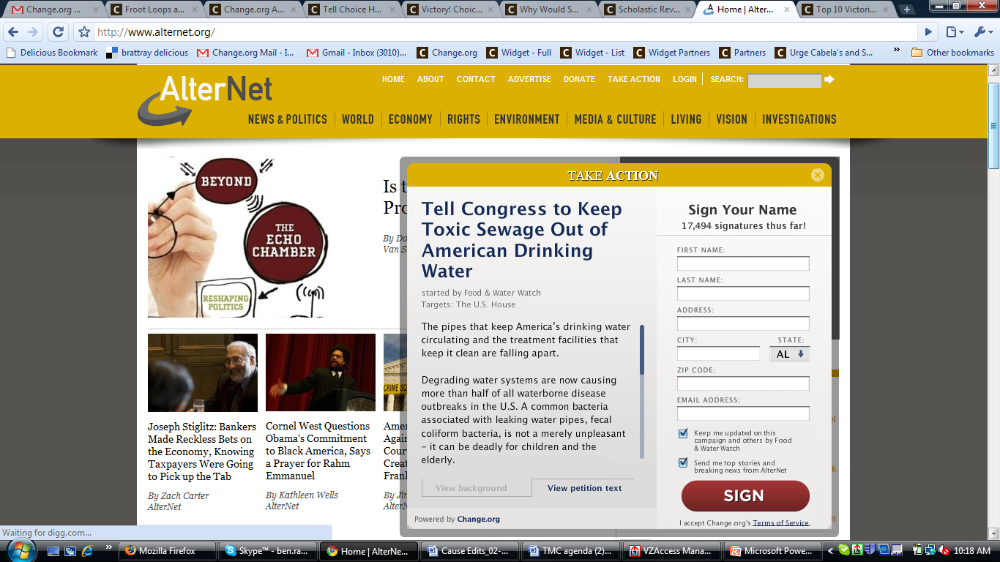 Change.org ...
Froot Loops a...
Change.org A...
Tell Choice H...
Victory! Choic...
Why Would S...
Scholastic Rev...
Home | Alter...
Top 10 Victori...
http://www.alternet.org/
Delicious Bookmark
brattray delicious
Change.org Mail - I...
Gmail - Inbox (3010)...
Change.org
Widget - Full
Widget - List
Widget Partners
Partners
Urge Cabela's and S...
»
Other bookmarks
HOME ABOUT CONTACT ADVERTISE DONATE TAKE ACTION LOGIN SEARCH:
AlterNet
NEWS & POLITICS WORLD ECONOMY RIGHTS ENVIRONMENT MEDIA & CULTURE LIVING VISION INVESTIGATIONS
BEYOND
THE
ECHO
CHAMBER
RESHAPING
POLITICS
Is t
Pro
By Do
Van S
TAKE ACTION
Tell Congress to Keep
Toxic Sewage Out of
American Drinking
Water
started by Food & Water Watch
Targets: The U.S. House
The pipes that keep America's drinking water
circulating and the treatment facilities that
keep it clean are falling apart.
Degrading water systems are now causing
more than half of all waterborne disease
outbreaks in the U.S. A common bacteria
associated with leaking water pipes, fecal
coliform bacteria, is not a merely unpleasant
– it can be deadly for children and the
elderly.
View background
View petition text
Powered by Change.org
Sign Your Name
17,494 signatures thus far!
FIRST NAME:
LAST NAME:
ADDRESS:
CITY:
STATE:
AL
ZIP CODE:
EMAIL ADDRESS:
Keep me updated on this
campaign and others by Food
& Water Watch
Send me top stories and
breaking news from AlterNet
SIGN
I accept Change.org's Terms of Service.
Joseph Stiglitz: Bankers
Made Reckless Bets on
the Economy, Knowing
Taxpayers Were Going
to Pick up the Tab
By Zach Carter
AlterNet
Cornel West Questions
Obama's Commitment
to Black America, Says
a Prayer for Rahm
Emmanuel
By Kathleen Wells
AlterNet
CRIME SC
Amer
Agai
Cour
Creat
Frank
By Jin
AlterN
Waiting for digg.com...
»
Mozilla Firefox
Skype™ - ben.ra...
Home | AlterNe...
Cause Edits_02-...
TMC agenda (2)...
VZAccess Mana...
Microsoft Powe...
10:18 AM